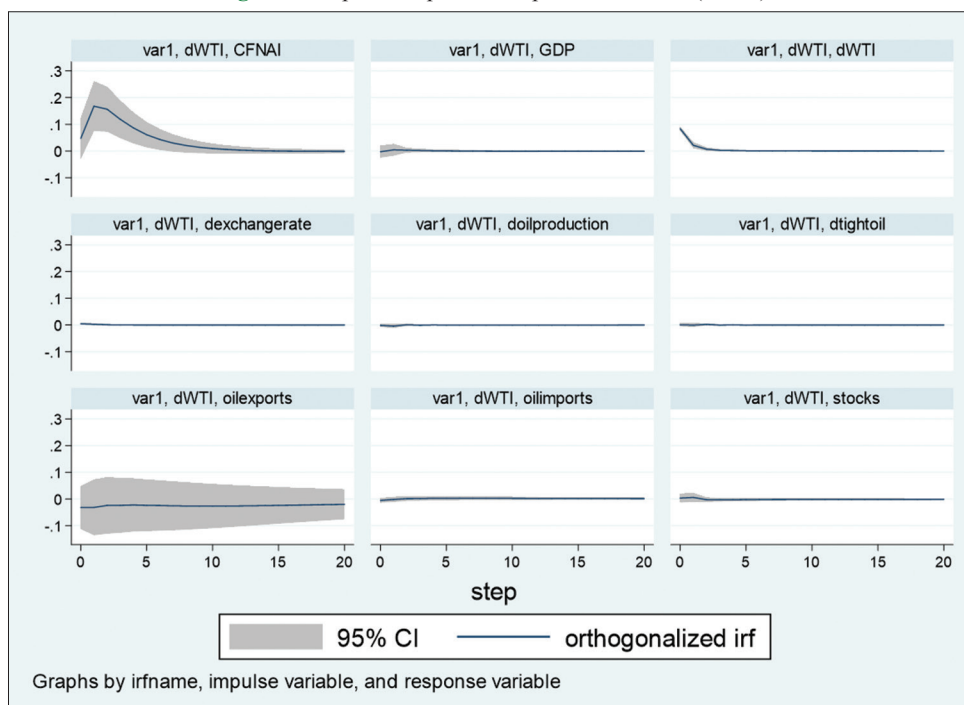 var1, dWTI, CFNAI
var1, dWTI, GDP
var1, dWTI, dWTI
.3
.2
.1
0
-.1
var1, dWTI, dexchangerate
var1, dWTI, doilproduction
var1, dWTI, dtightoil
.3
.2
.1
0
-.1
var1, dWTI, oilexports
var1, dWTI, oilimports
var1, dWTI, stocks
.3
.2
.1
0
-.1
0 5 10 15 20
0 5 10 15 20
0 5 10 15 20
step
95% CI
orthogonalized irf
Graphs by irfname, impulse variable, and response variable